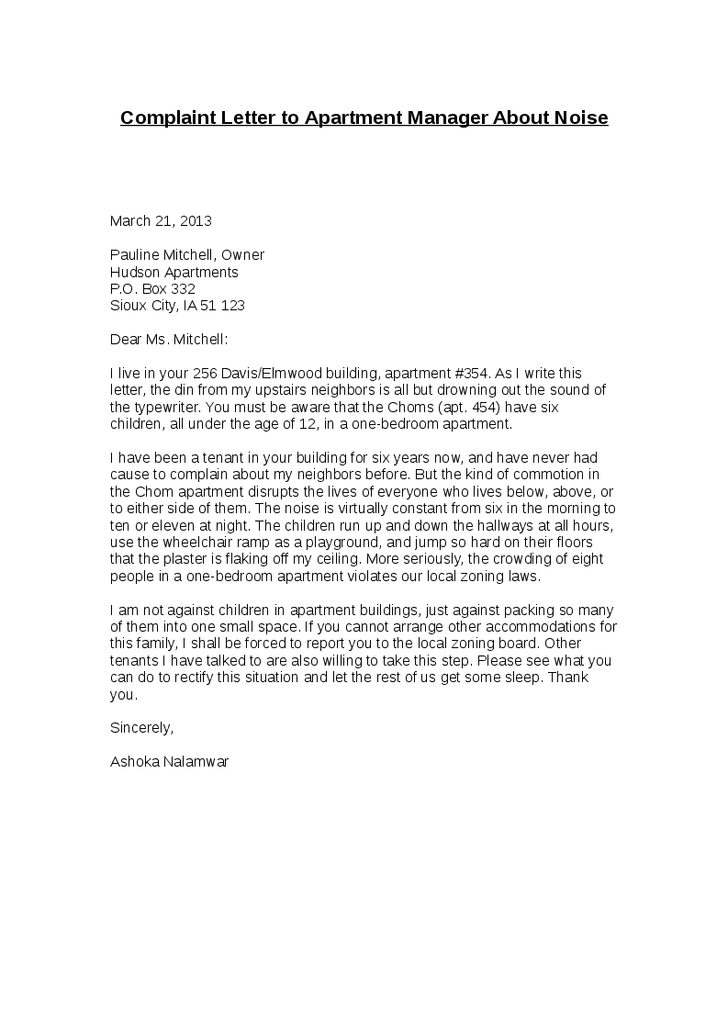 Complaint Letter to Apartment Manager About Noise
March 21, 2013
Pauline Mitchell, Owner
Hudson Apartments
P.O. Box 332
Sioux City, IA 51 123
Dear Ms. Mitchell:
I live in your 256 Davis/Elmwood building, apartment #354. As I write this
letter, the din from my upstairs neighbors is all but drowning out the sound of
the typewriter. You must be aware that the Choms (apt. 454) have six
children, all under the age of 12, in a one-bedroom apartment.
I have been a tenant in your building for six years now, and have never had
cause to complain about my neighbors before. But the kind of commotion in
the Chom apartment disrupts the lives of everyone who lives below, above, or
to either side of them. The noise is virtually constant from six in the morning to
ten or eleven at night. The children run up and down the hallways at all hours,
use the wheelchair ramp as a playground, and jump so hard on their floors
that the plaster is flaking off my ceiling. More seriously, the crowding of eight
people in a one-bedroom apartment violates our local zoning laws.
I am not against children in apartment buildings, just against packing so many
of them into one small space. If you cannot arrange other accommodations for
this family, I shall be forced to report you to the local zoning board. Other
tenants I have talked to are also willing to take this step. Please see what you
can do to rectify this situation and let the rest of us get some sleep. Thank
you.
Sincerely,
Ashoka Nalamwar